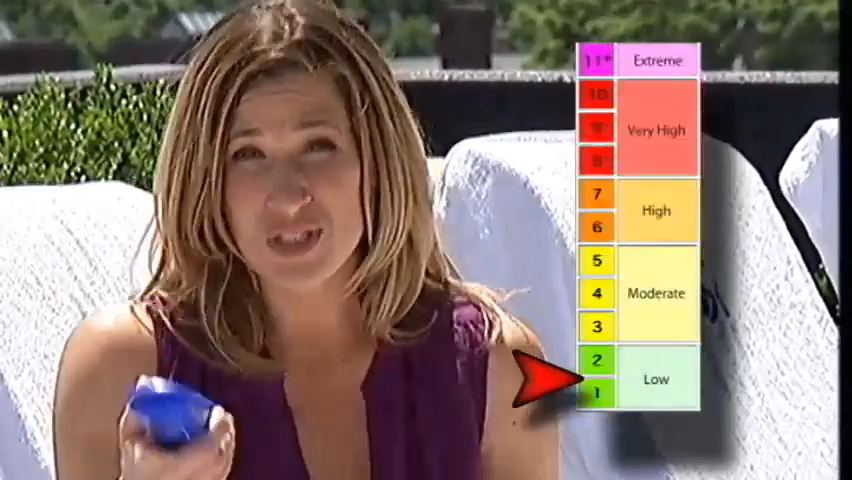 11+ Extreme
10
9 Very High
8
7 High
6
5
4 Moderate
3
2 Low
1